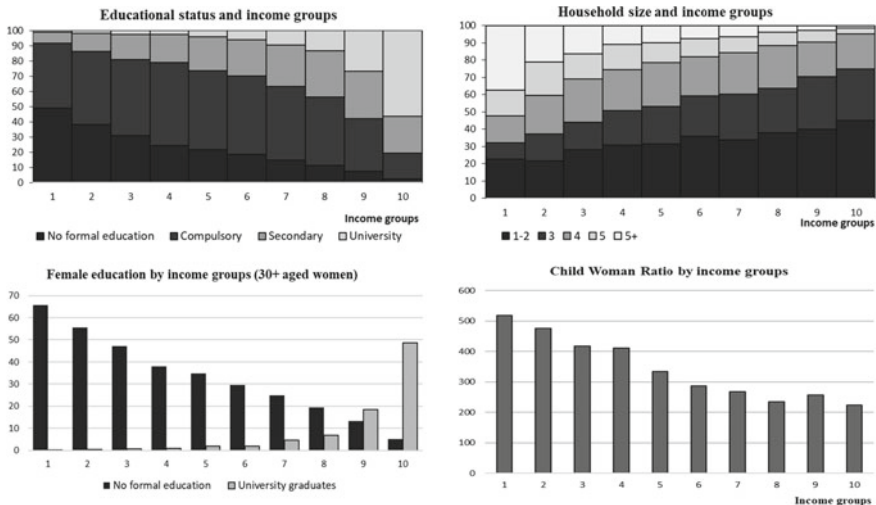 Educational status and income groups
100
90
80
70
60
50
40
30
20
10
0
1 2 3 4 5 6 7 8 9 10
Income groups
No formal education Compulsory Secondary University
Household size and income groups
100
90
80
70
60
50
40
30
20
10
0
1 2 3 4 5 6 7 8 9 10
Income groups
1-2 3 4 5 5+
Female education by income groups (30+ aged women)
70
60
50
40
30
20
10
0
1 2 3 4 5 6 7 8 9 10
No formal education University graduates
Child Woman Ratio by income groups
600
500
400
300
200
100
0
1 2 3 4 5 6 7 8 9 10
Income groups